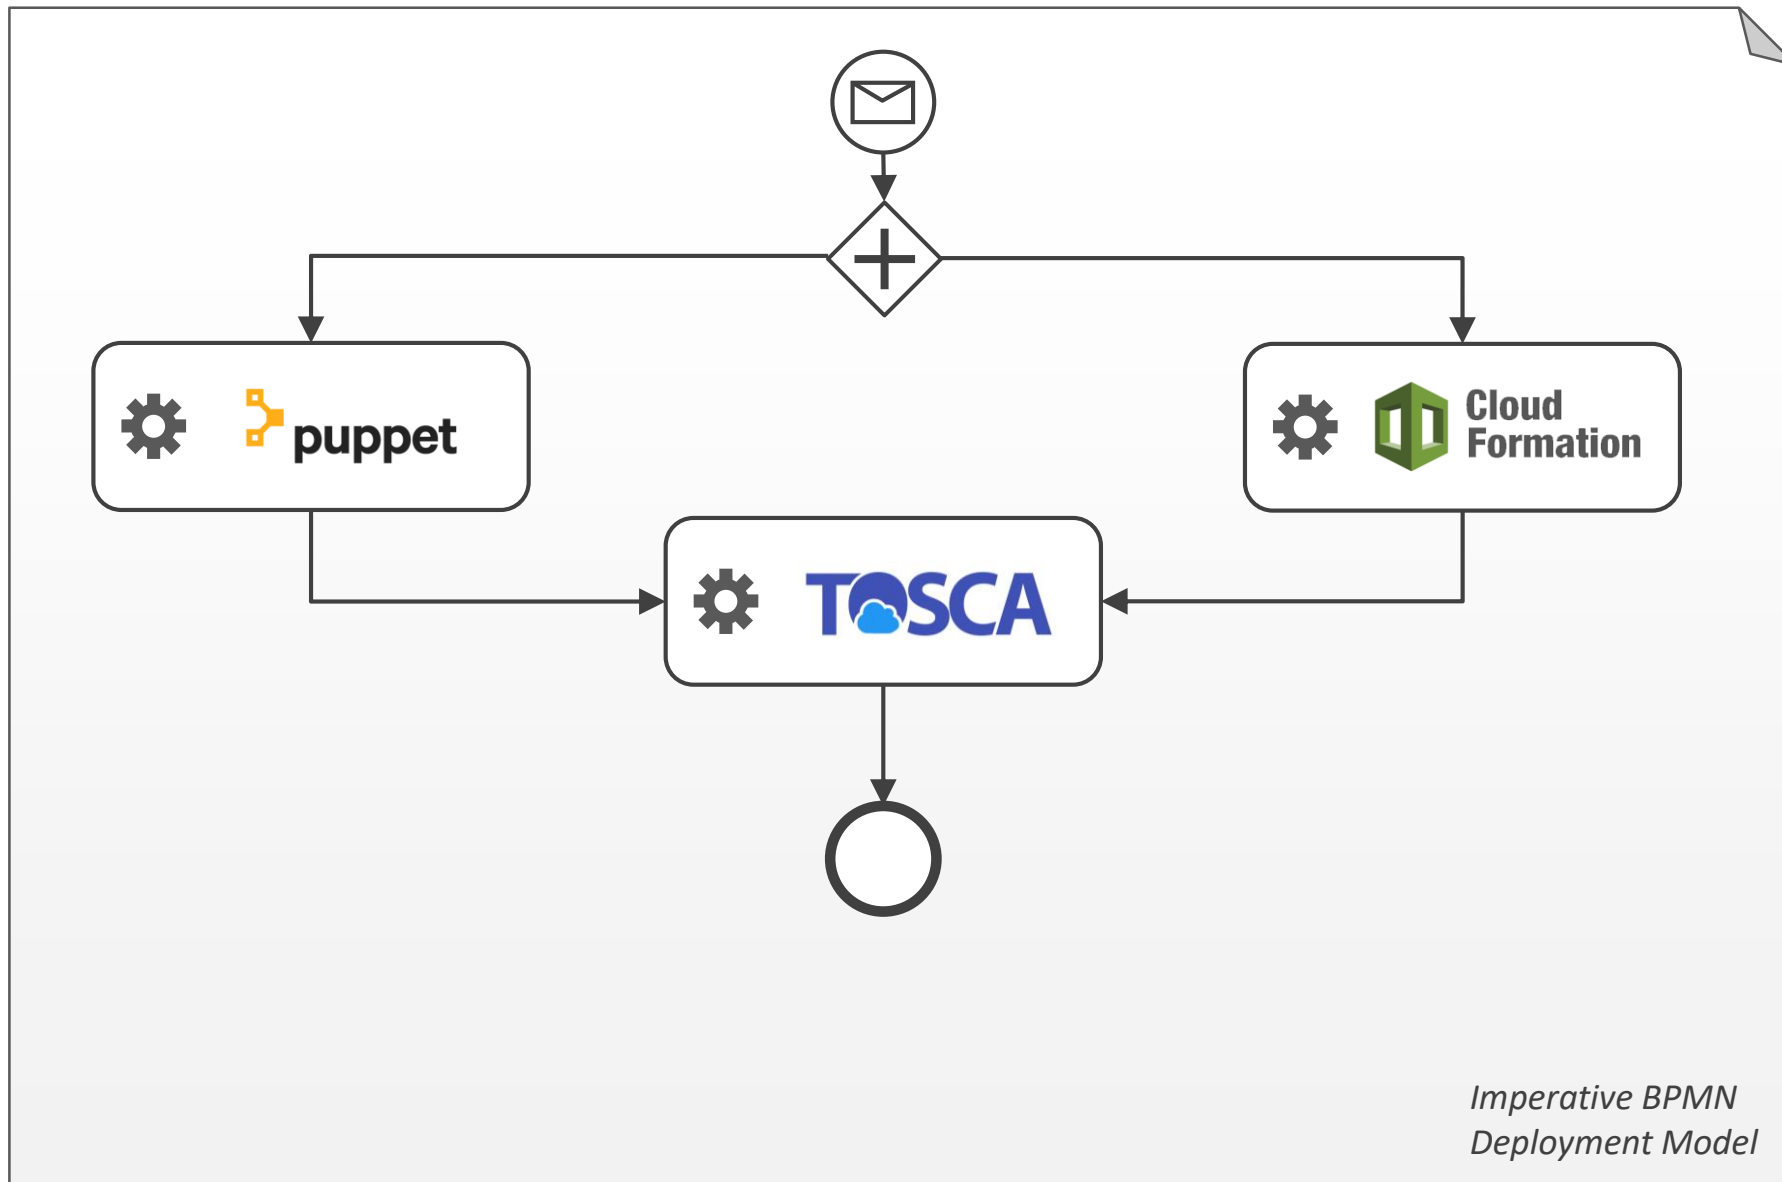 puppet
Cloud
Formation
TOSCA
Imperative BPMN
Deployment Model